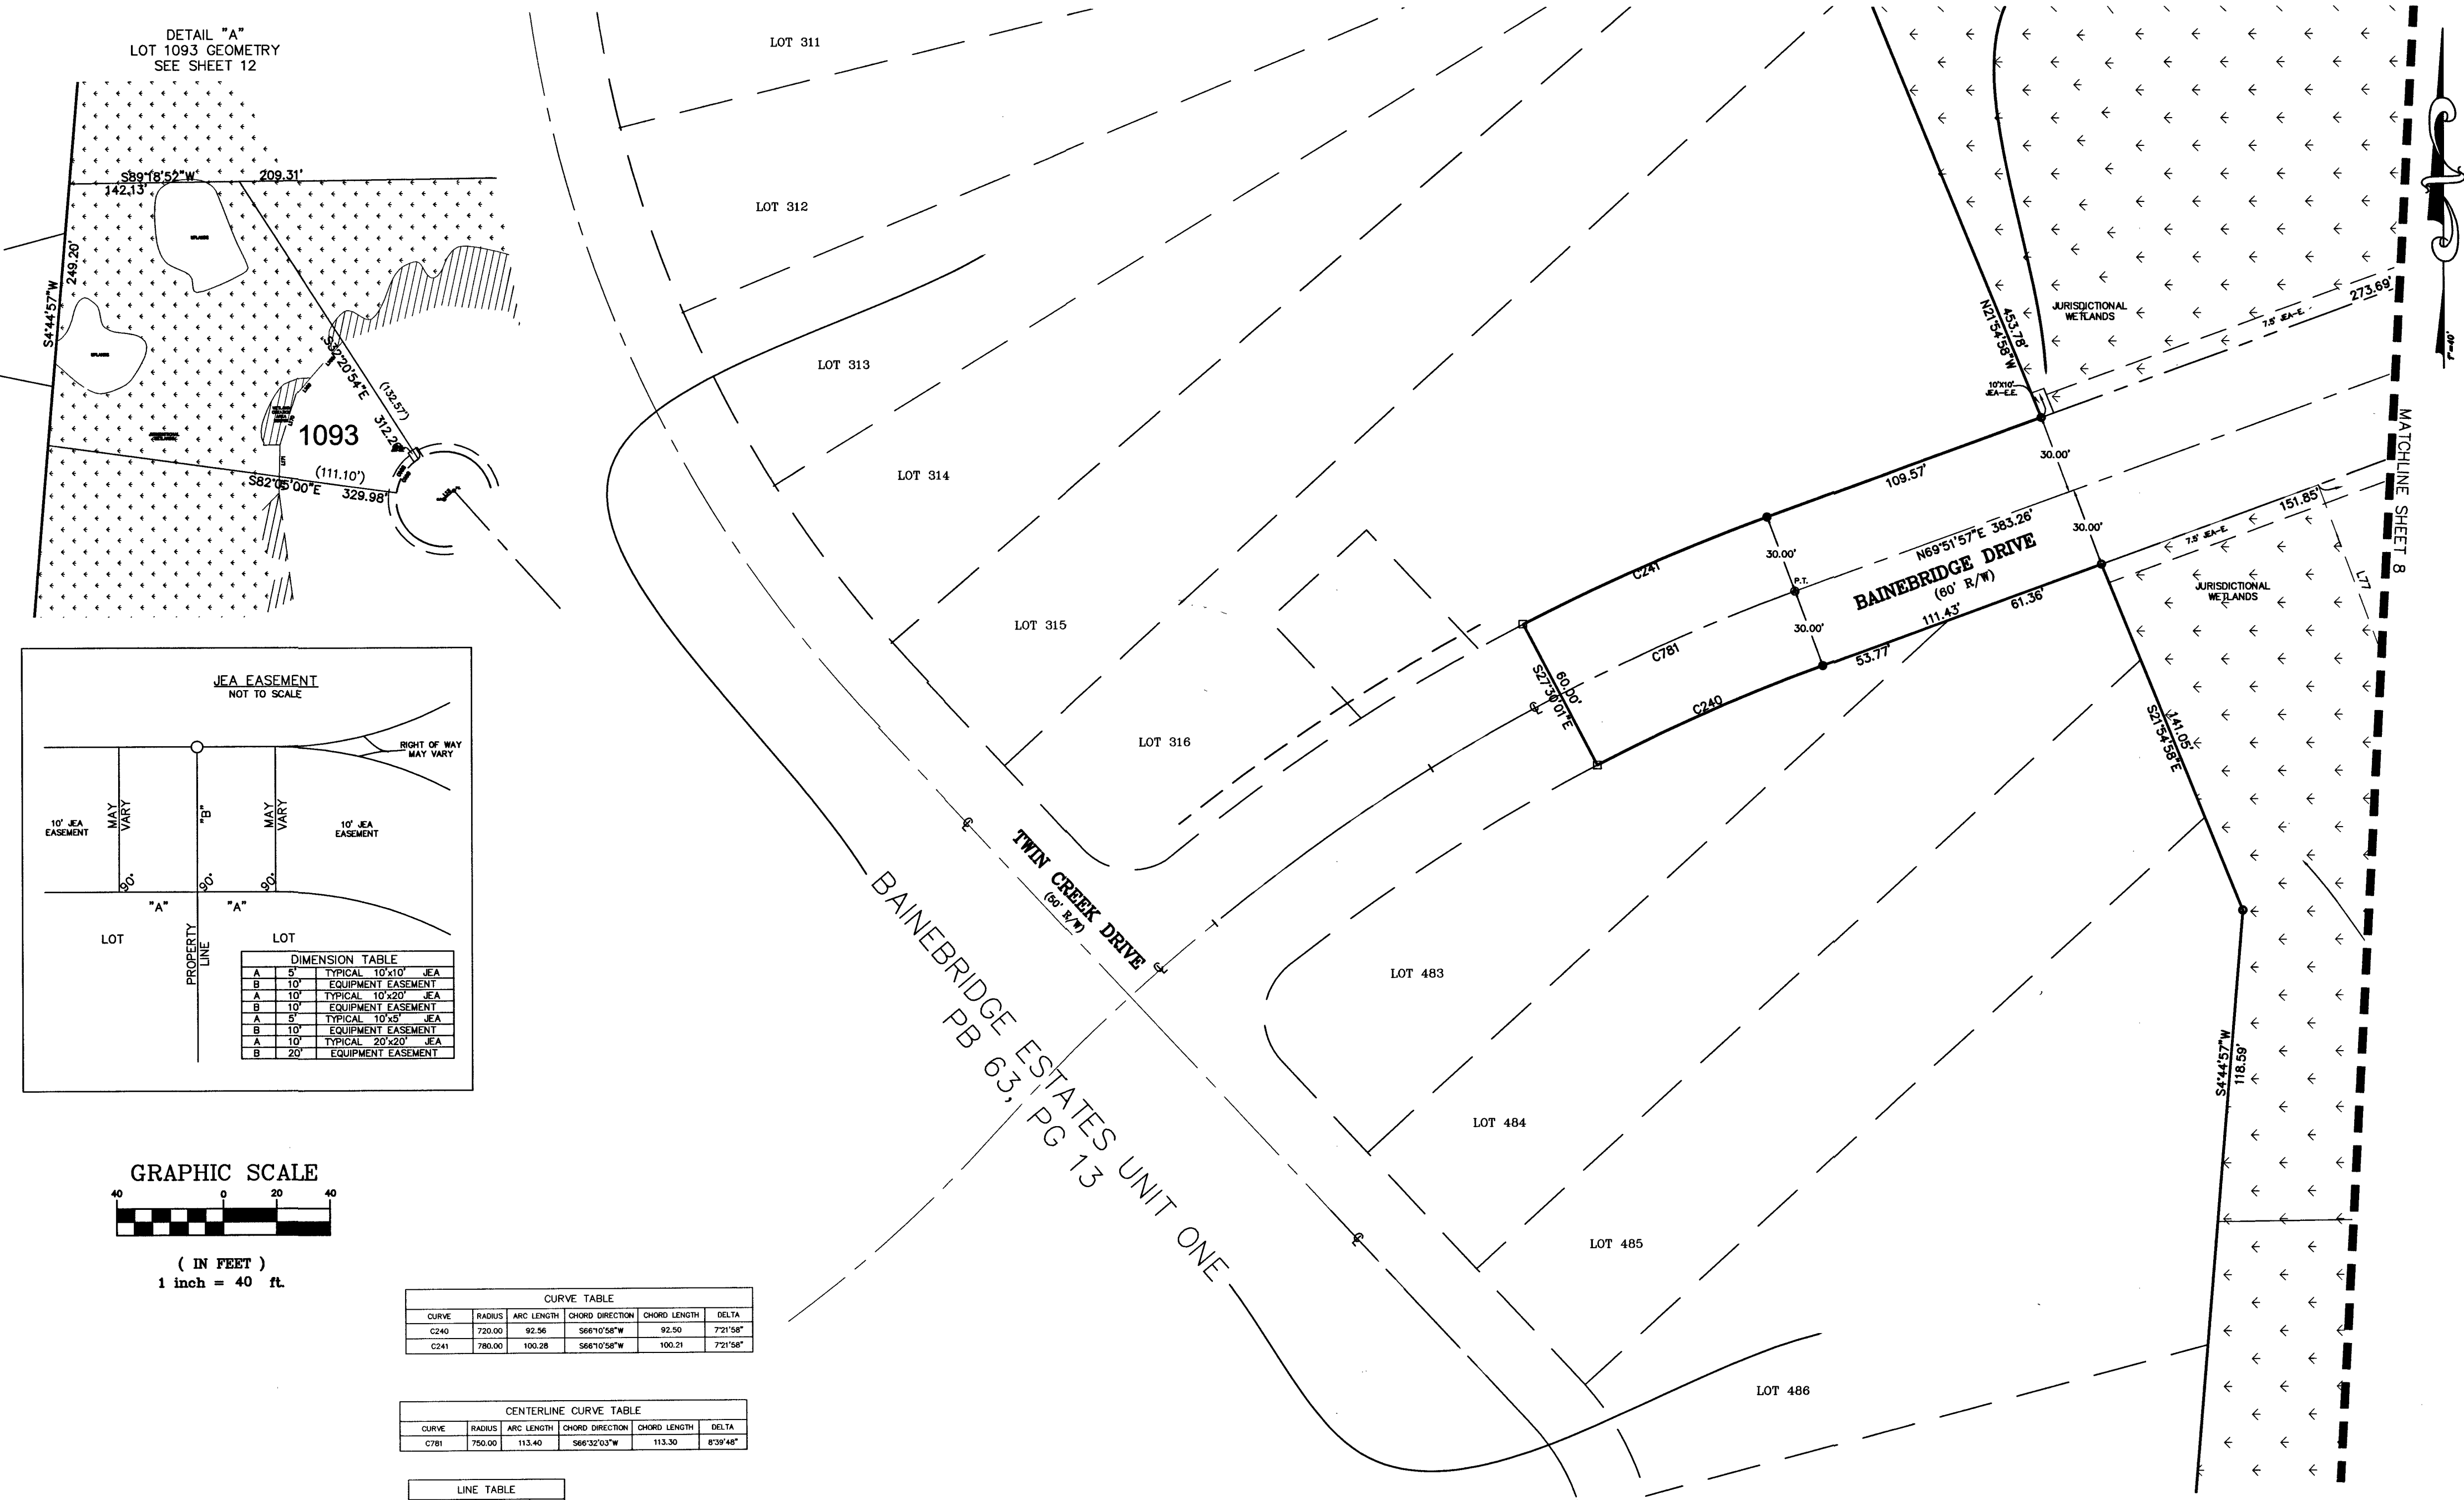 DETAIL "A"
LOT 1093 GEOMETRY
SEE SHEET 12
S89°18'52"W
209.31'
142.13'
249.20'
S4°44'57"W
S32°20'54"E
(132.57')
1093
(111.10')
S82°05'00"E
329.98'
JEA EASEMENT
NOT TO SCALE
RIGHT OF WAY
MAY VARY
10' JEA
EASEMENT
MAY
VARY
"B"
MAY
VARY
10' JEA
EASEMENT
90°
90°
90°
"A"
"A"
LOT
LOT
PROPERTY
LINE
DIMENSION TABLE
A 5' TYPICAL 10'x10' JEA
B 10' EQUIPMENT EASEMENT
A 10' TYPICAL 10'x20' JEA
B 10' EQUIPMENT EASEMENT
A 5' TYPICAL 10'x5' JEA
B 10' EQUIPMENT EASEMENT
A 10' TYPICAL 20'x20' JEA
B 20' EQUIPMENT EASEMENT
GRAPHIC SCALE
40 0 20 40
( IN FEET )
1 inch = 40 ft.
CURVE TABLE
CURVE RADIUS ARC LENGTH CHORD DIRECTION CHORD LENGTH DELTA
C240 720.00 92.56 S66°10'58"W 92.50 7°21'58"
C241 780.00 100.28 S66°10'58"W 100.21 7°21'58"
CENTERLINE CURVE TABLE
CURVE RADIUS ARC LENGTH CHORD DIRECTION CHORD LENGTH DELTA
C781 750.00 113.40 S66°32'03"W 113.30 8°39'48"
LINE TABLE
LOT 311
LOT 312
LOT 313
LOT 314
LOT 315
LOT 316
TWIN CREEK DRIVE
(50' R/W)
BAINEBRIDGE ESTATES UNIT ONE
PB 63, PG 13
LOT 483
LOT 484
LOT 485
LOT 486
N21°54'58"W
453.78'
JURISDICTIONAL
WETLANDS
10'X10'
JEA-E.E.
273.69'
7.5' JEA-E.
109.57'
30.00'
30.00'
30.00'
30.00'
C241
P.T.
N69°51'57"E 383.26'
BAINEBRIDGE DRIVE
(60' R/W)
111.43'
61.36'
53.77'
C781
C240
60.00'
S27°30'01"E
151.85'
7.5' JEA-E.
L77
JURISDICTIONAL
WETLANDS
141.05'
S21°54'58"E
S4°44'57"W
118.59'
MATCHLINE SHEET 8
1"=40'